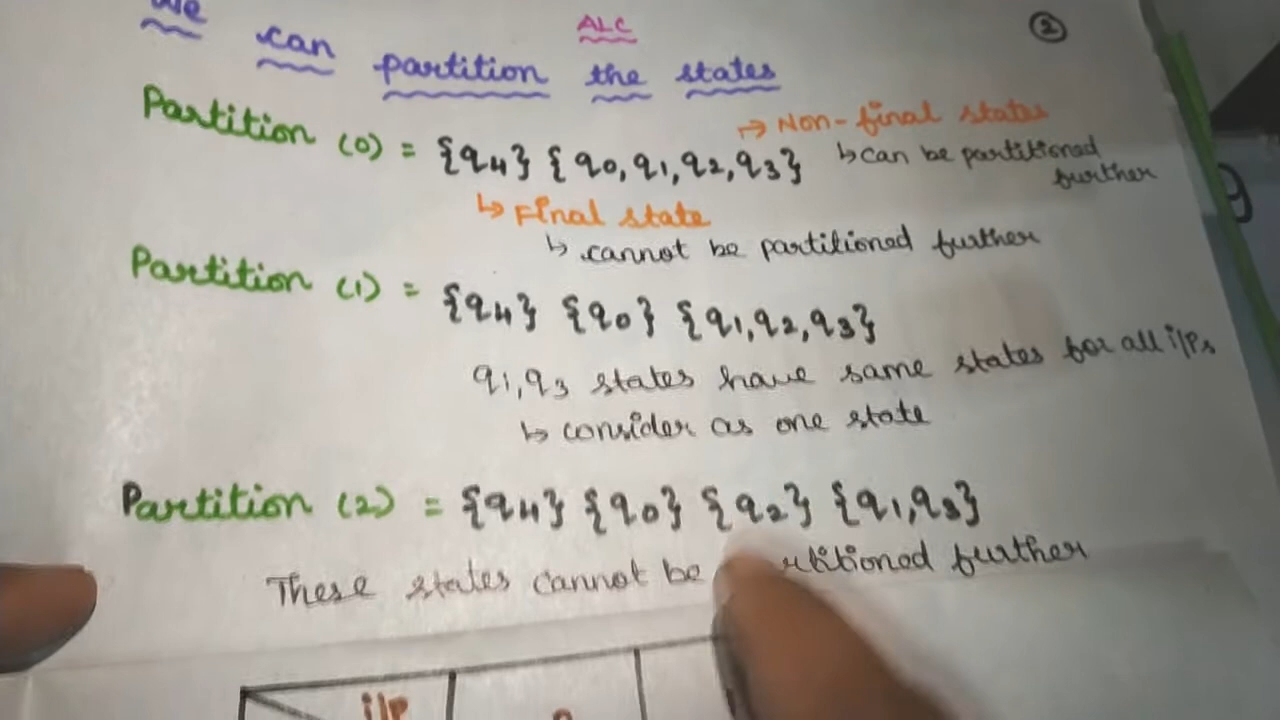 We can partition the states
ALC
2
Partition (0) = {q4} {q0, q1, q2, q3}
↳ Non-final states
↳ can be partitioned further
↳ Final state
↳ cannot be partitioned further
Partition (1) = {q4} {q0} {q1, q2, q3}
q1, q3 states have same states for all i/Ps
↳ consider as one state
Partition (2) = {q4} {q0} {q2} {q1, q3}
These states cannot be further
i/p
9